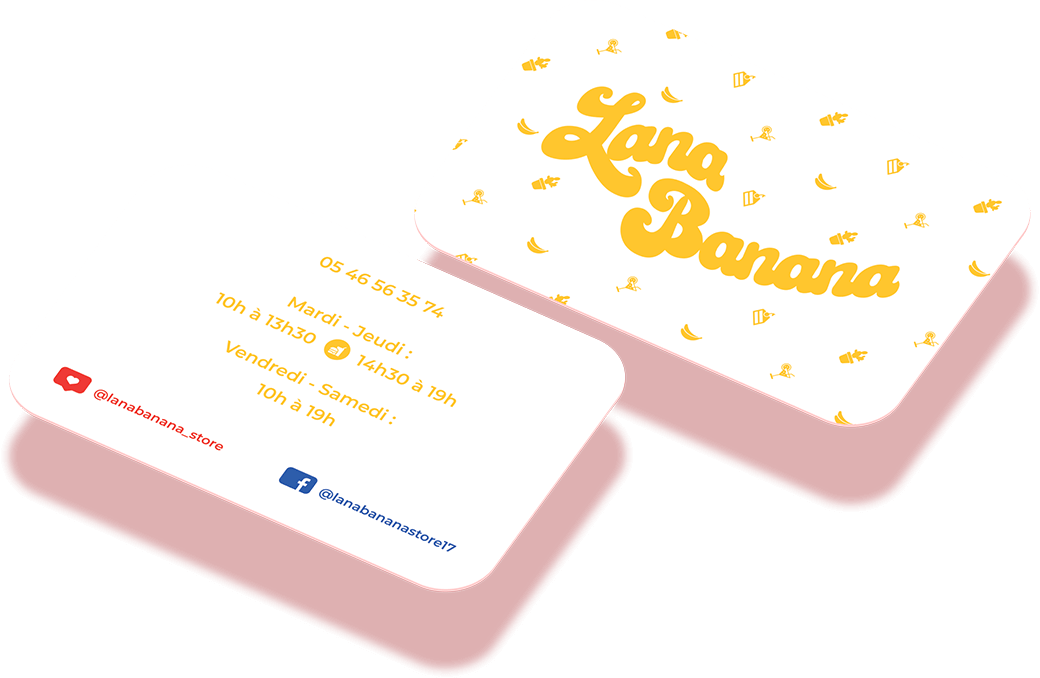 Lana
Banana
05 46 56 35 74
Mardi - Jeudi :
10h à 13h30 14h30 à 19h
Vendredi - Samedi :
10h à 19h
@lanabanana_store
@lanabananastore17